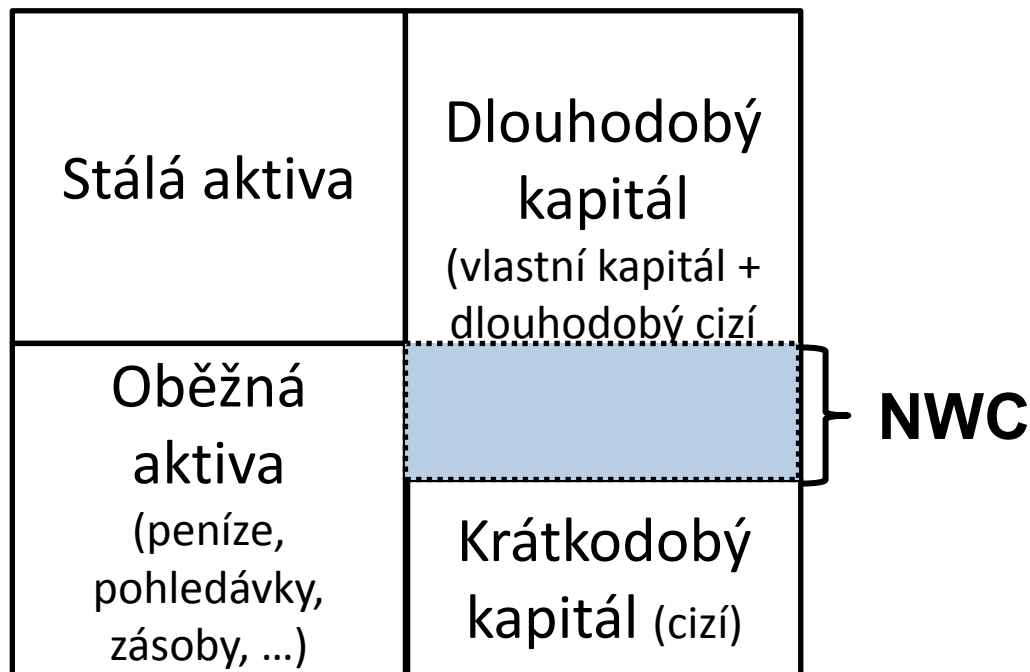 Stálá aktiva
Dlouhodobý
kapitál
(vlastní kapitál +
dlouhodobý cizí
Oběžná
aktiva
(peníze,
pohledávky,
zásoby, ...)
NWC
Krátkodobý
kapitál (cizí)